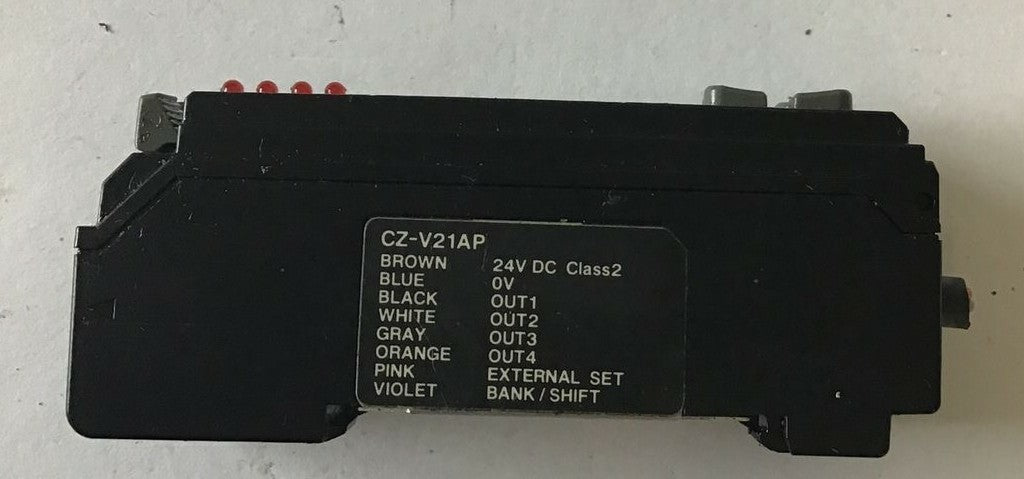 CZ-V21AP
BROWN 24V DC Class2
BLUE 0V
BLACK OUT1
WHITE OUT2
GRAY OUT3
ORANGE OUT4
PINK EXTERNAL SET
VIOLET BANK/SHIFT